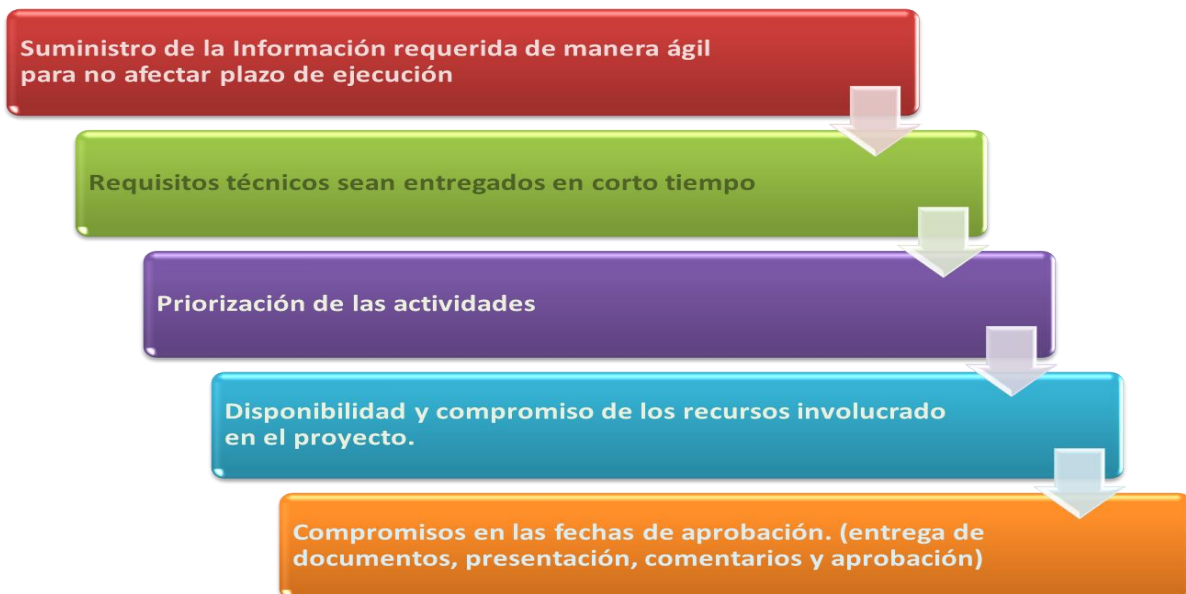 Suministro de la Información requerida de manera ágil
para no afectar plazo de ejecución
Requisitos técnicos sean entregados en corto tiempo
Priorización de las actividades
Disponibilidad y compromiso de los recursos involucrado
en el proyecto.
Compromisos en las fechas de aprobación. (entrega de
documentos, presentación, comentarios y aprobación)